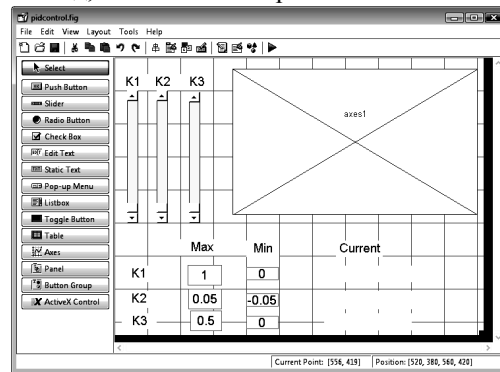 pidcontrol.fig
File Edit View Layout Tools Help
Select
Push Button
Slider
Radio Button
Check Box
Edit Text
Static Text
Pop-up Menu
Listbox
Toggle Button
Table
Axes
Panel
Button Group
ActiveX Control
K1 K2 K3
axes1
Max Min Current
K1 1 0
K2 0.05 -0.05
K3 0.5 0
Current Point: [556, 419] Position: [520, 380, 560, 420]